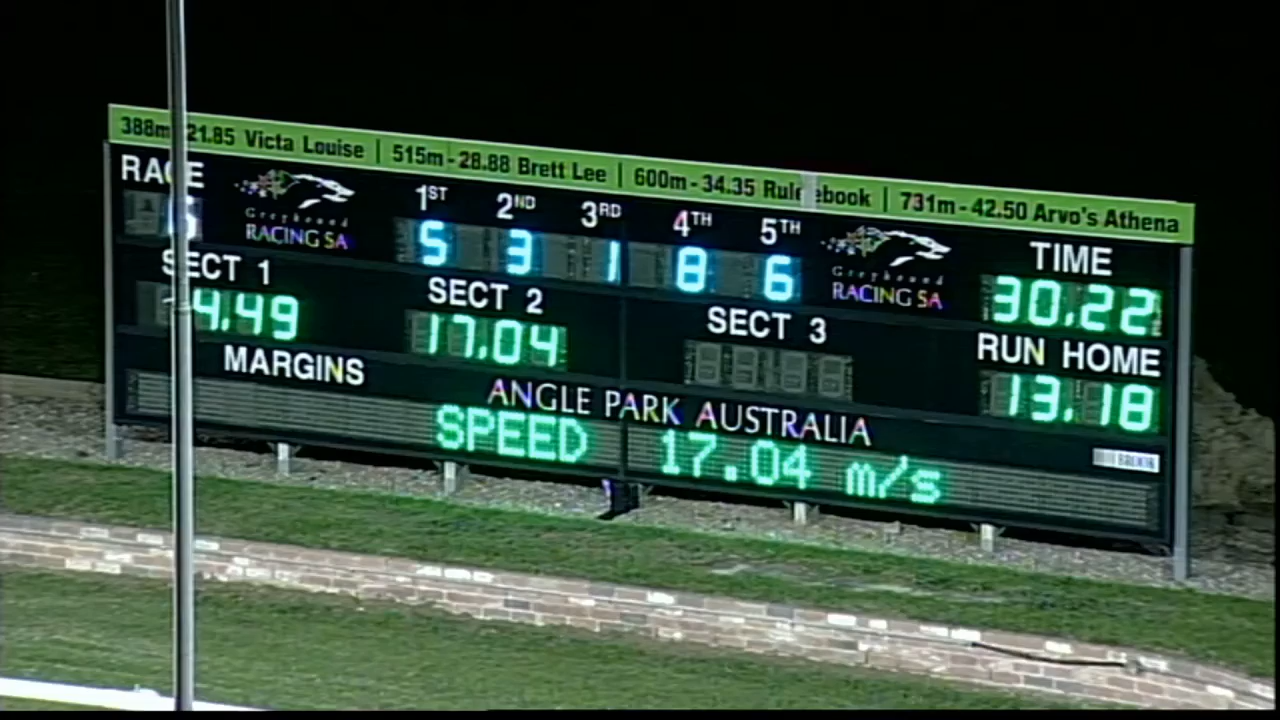 388m - 21.85 Victa Louise | 515m - 28.88 Brett Lee | 600m - 34.35 Rulesebook | 731m - 42.50 Arvo's Athena
RACE 1ST 2ND 3RD 4TH 5TH TIME
Greyhound RACING SA 5 3 1 8 6 Greyhound RACING SA 30.22
SECT 1 SECT 2 SECT 3 RUN HOME
4.49 17.04 13.18
MARGINS ANGLE PARK AUSTRALIA
SPEED 17.04 m/s